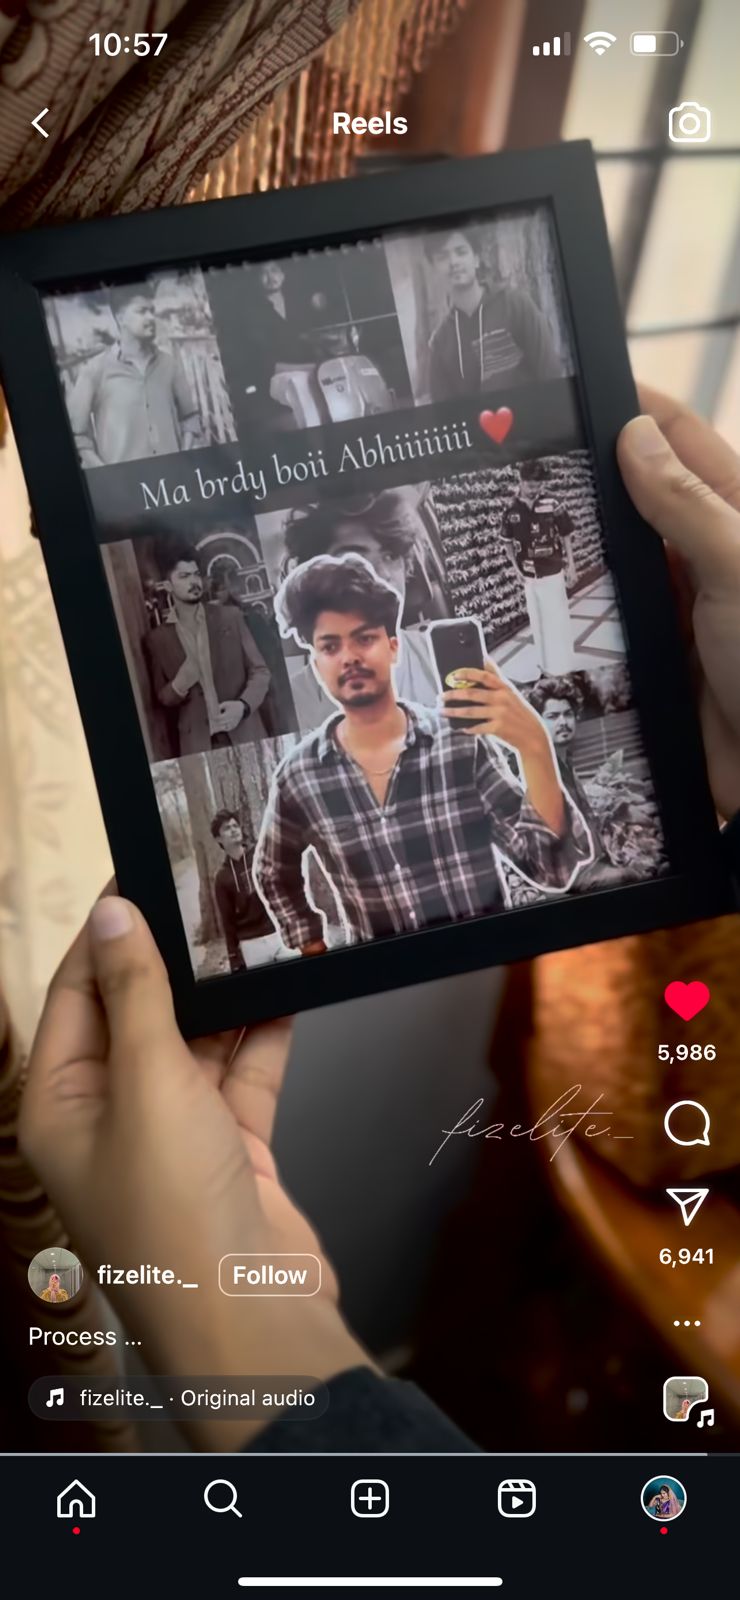 10:57
Reels
Ma brdy boii Abhiiiiiii ❤️
5,986
fizelite._
6,941
fizelite._ Follow
Process ...
fizelite._ · Original audio